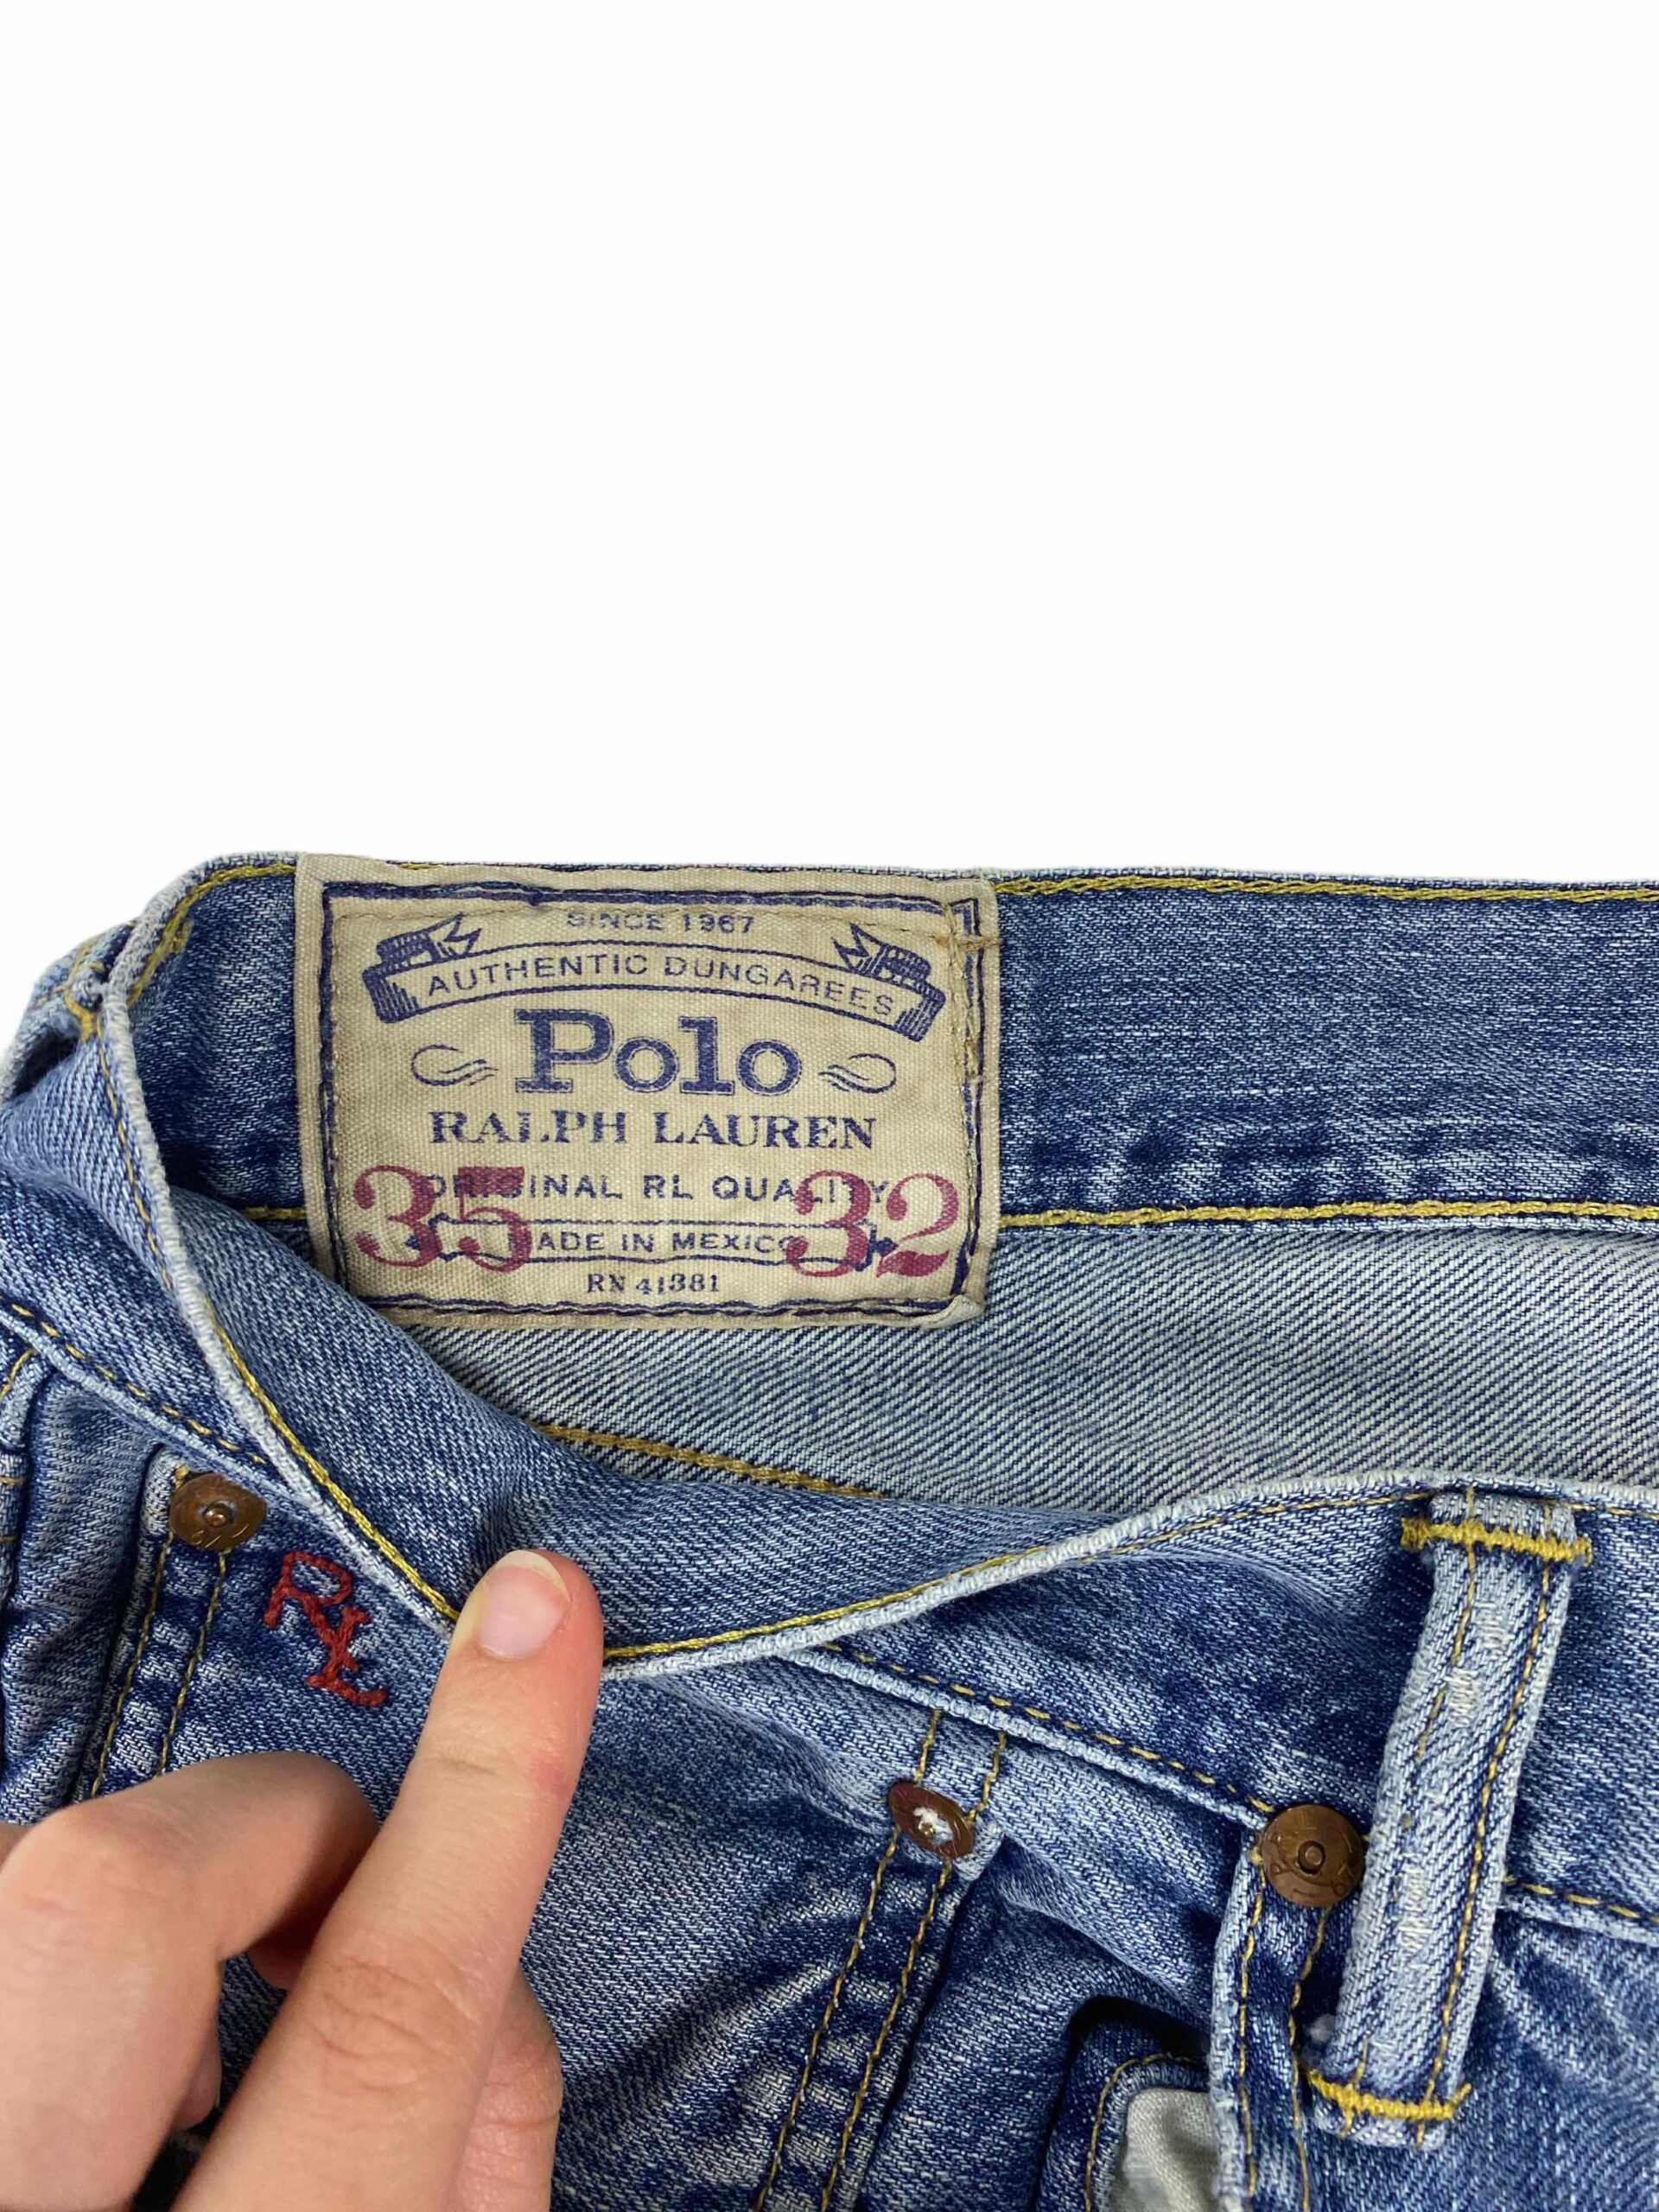 SINCE 1967
AUTHENTIC DUNGAREES
Polo
RALPH LAUREN
ORIGINAL RL QUALITY
35 32
MADE IN MEXICO
RN 41381
RL